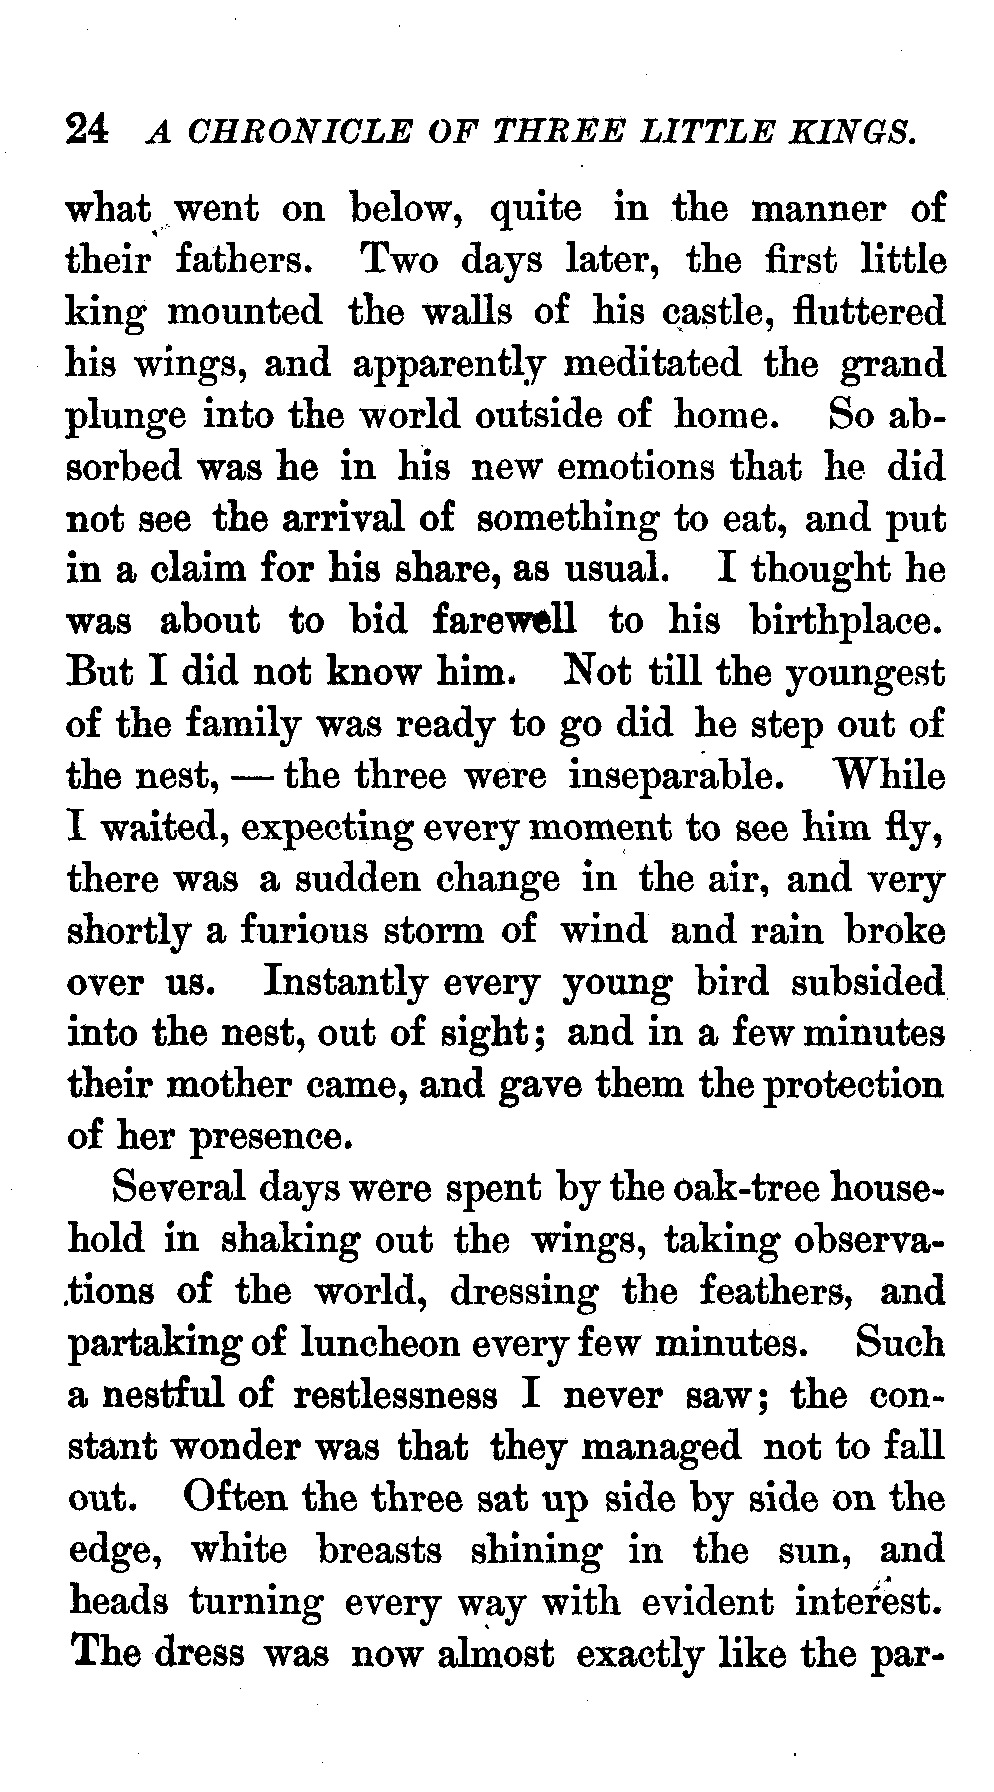 24 A CHRONICLE OF THREE LITTLE KINGS.
what went on below, quite in the manner of
their fathers. Two days later, the first little
king mounted the walls of his castle, fluttered
his wings, and apparently meditated the grand
plunge into the world outside of home. So ab-
sorbed was he in his new emotions that he did
not see the arrival of something to eat, and put
in a claim for his share, as usual. I thought he
was about to bid farewell to his birthplace.
But I did not know him. Not till the youngest
of the family was ready to go did he step out of
the nest, — the three were inseparable. While
I waited, expecting every moment to see him fly,
there was a sudden change in the air, and very
shortly a furious storm of wind and rain broke
over us. Instantly every young bird subsided
into the nest, out of sight; and in a few minutes
their mother came, and gave them the protection
of her presence.
Several days were spent by the oak-tree house-
hold in shaking out the wings, taking observa-
tions of the world, dressing the feathers, and
partaking of luncheon every few minutes. Such
a nestful of restlessness I never saw; the con-
stant wonder was that they managed not to fall
out. Often the three sat up side by side on the
edge, white breasts shining in the sun, and
heads turning every way with evident interest.
The dress was now almost exactly like the par-